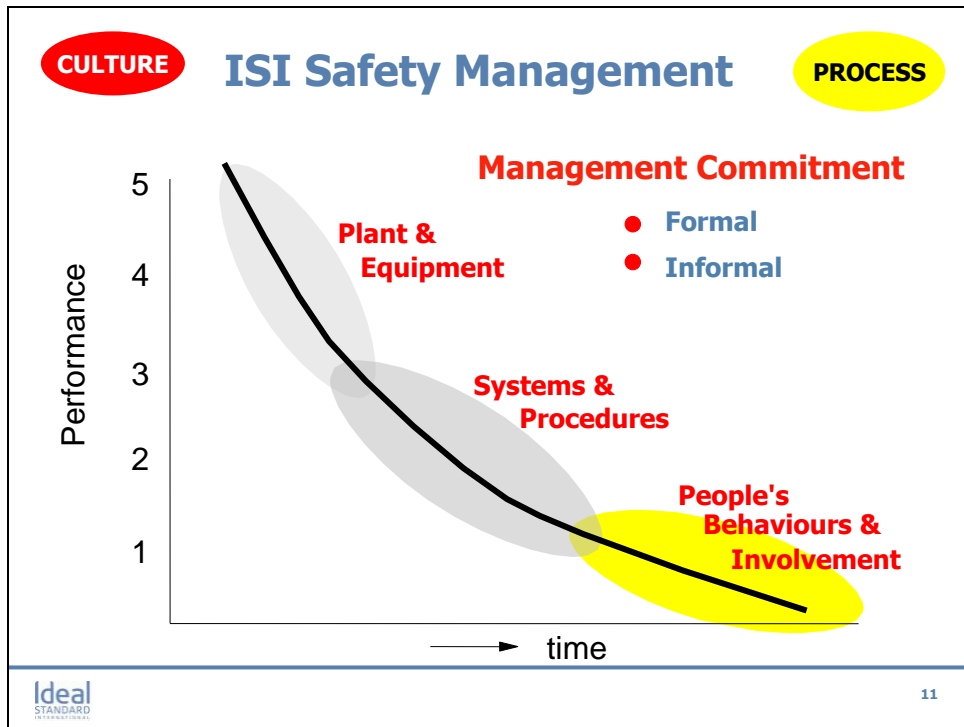 CULTURE
ISI Safety Management
PROCESS
Management Commitment
Formal
Informal
Plant &
Equipment
Systems &
Procedures
People's
Behaviours &
Involvement
Performance
5
4
3
2
1
time
Ideal
STANDARD
INTERNATIONAL
11